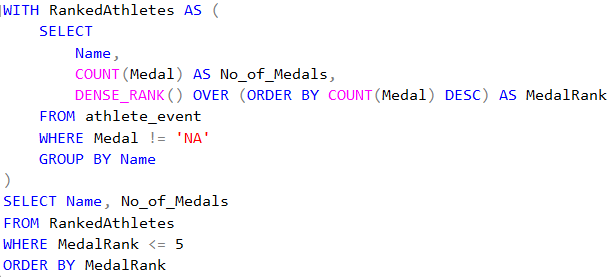 WITH RankedAthletes AS (
    SELECT
        Name,
        COUNT(Medal) AS No_of_Medals,
        DENSE_RANK() OVER (ORDER BY COUNT(Medal) DESC) AS MedalRank
    FROM athlete_event
    WHERE Medal != 'NA'
    GROUP BY Name
)
SELECT Name, No_of_Medals
FROM RankedAthletes
WHERE MedalRank <= 5
ORDER BY MedalRank